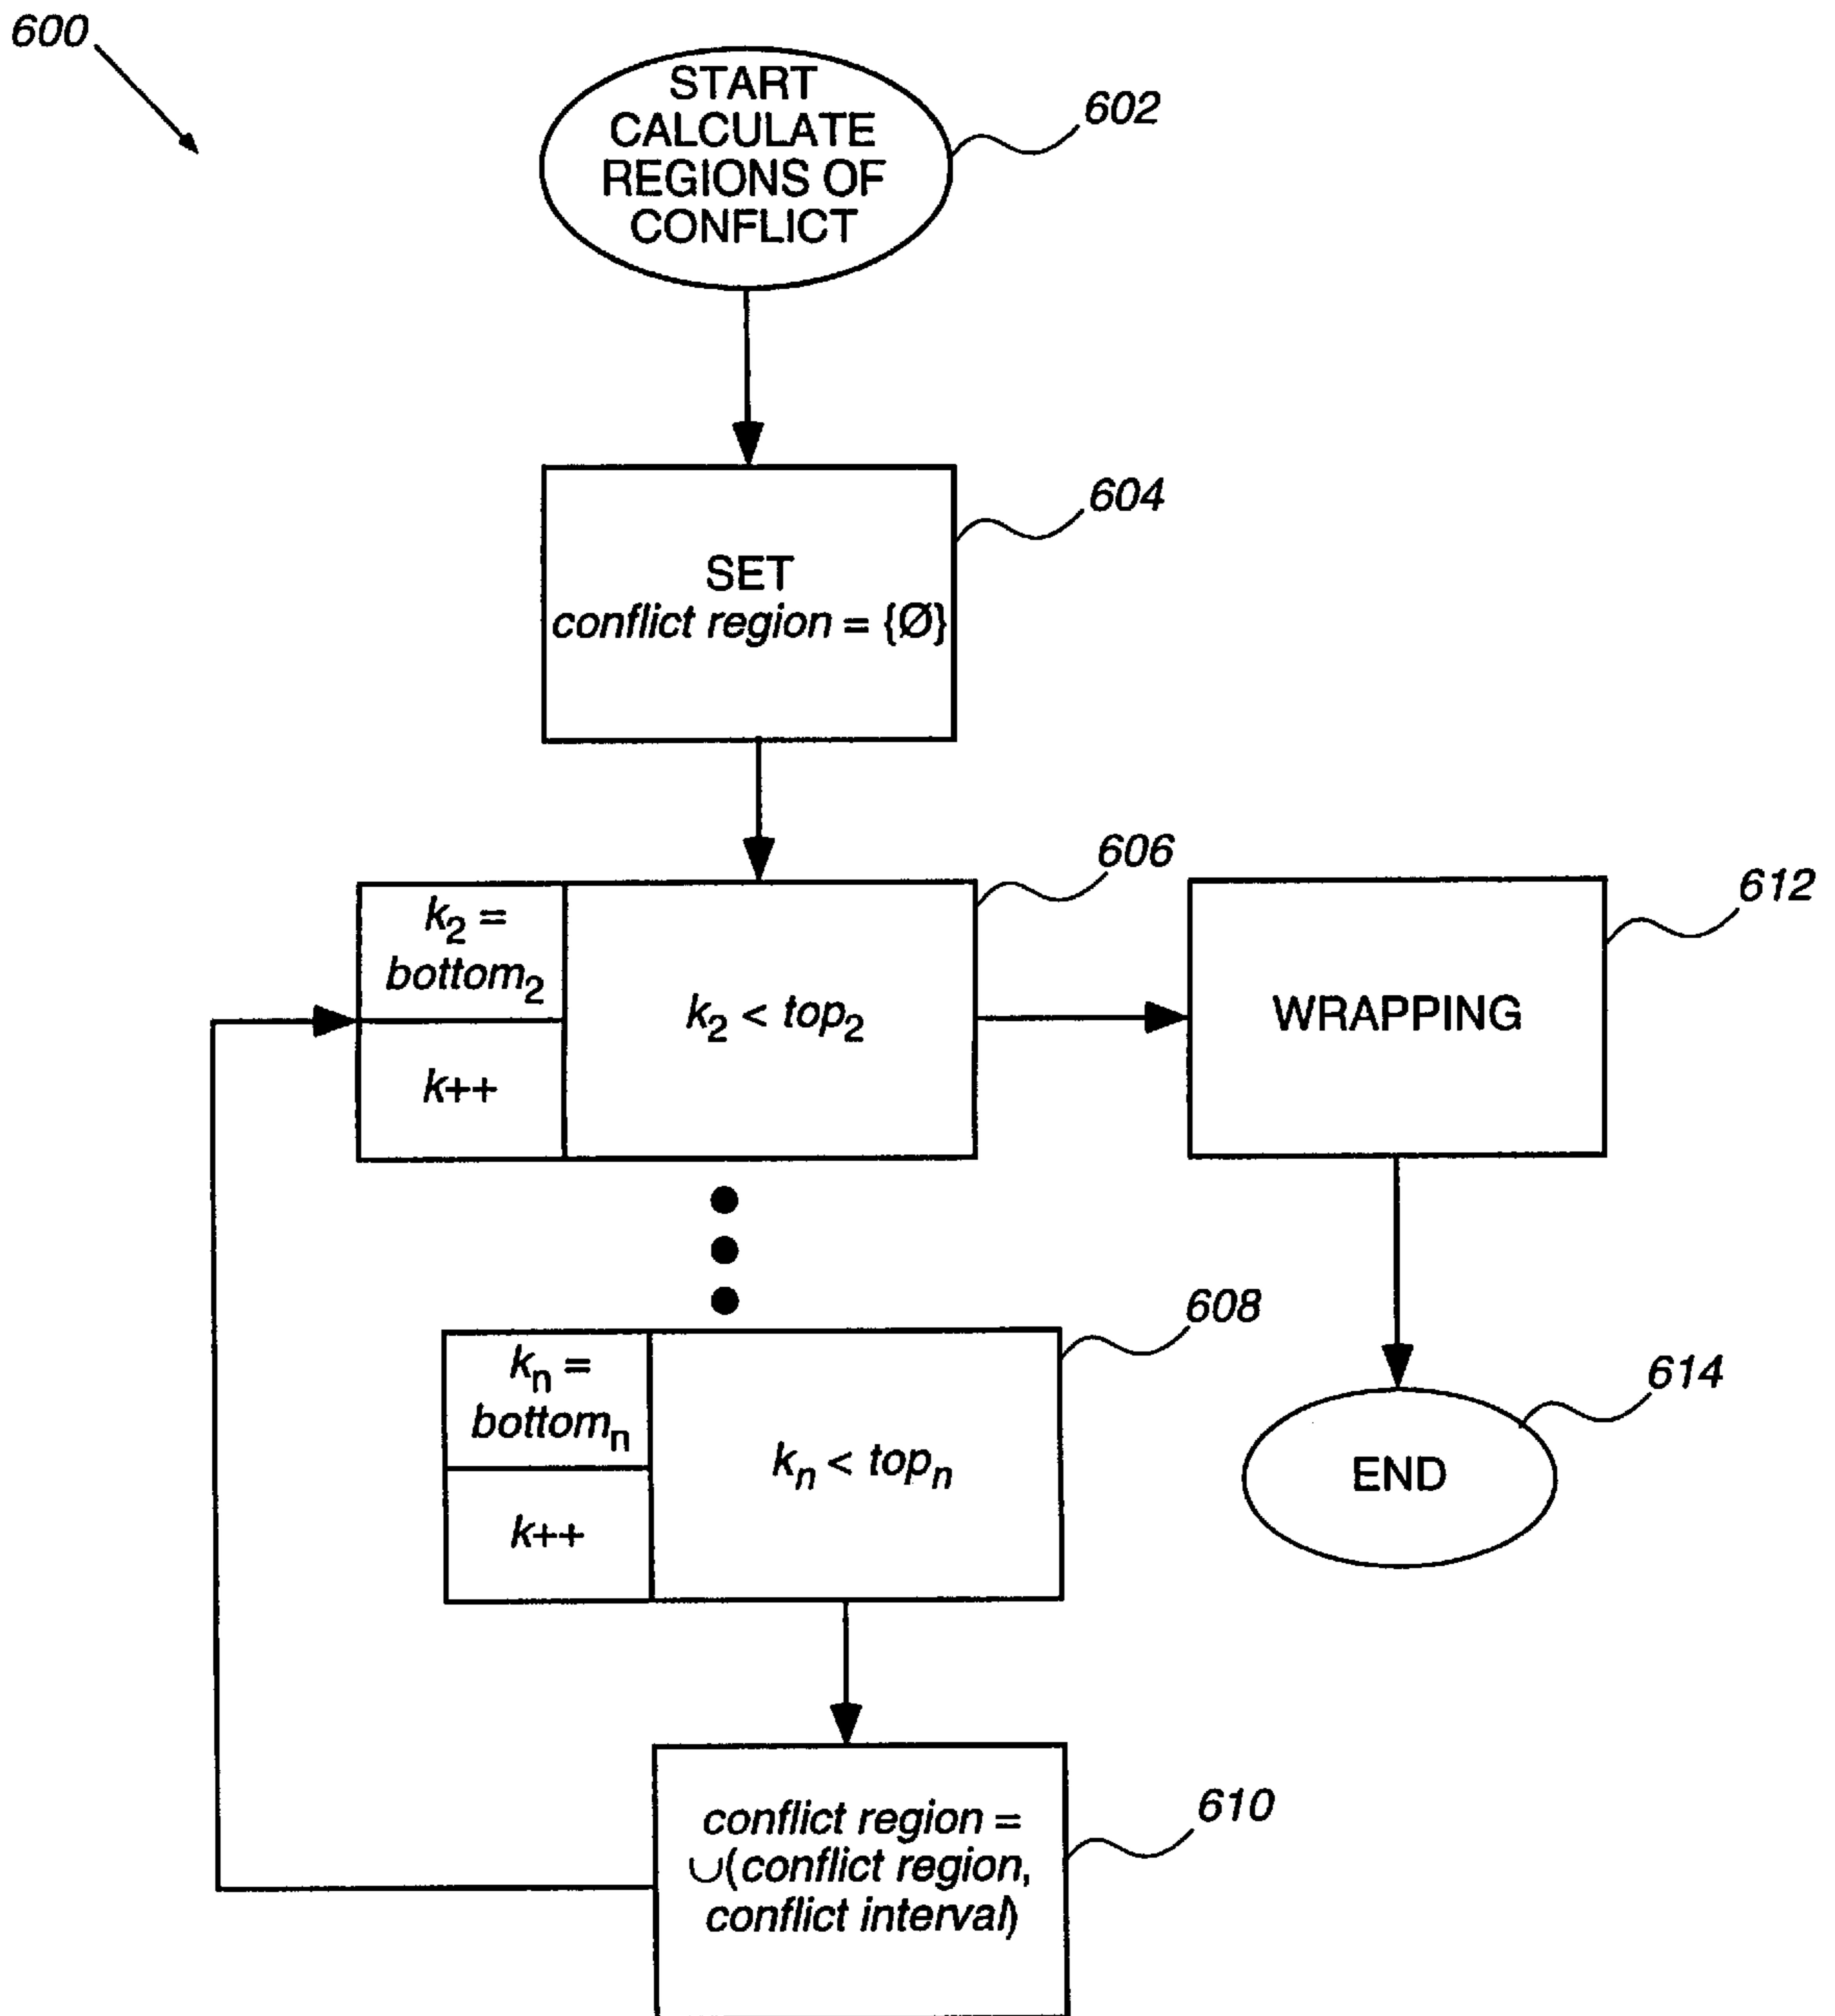 600
START
CALCULATE
REGIONS OF
CONFLICT
602
604
SET
conflict region = {Ø}
606
k2 =
bottom2
k2 < top2
k++
612
WRAPPING
608
kn =
bottomn
kn < topn
k++
614
END
610
conflict region =
∪(conflict region,
conflict interval)